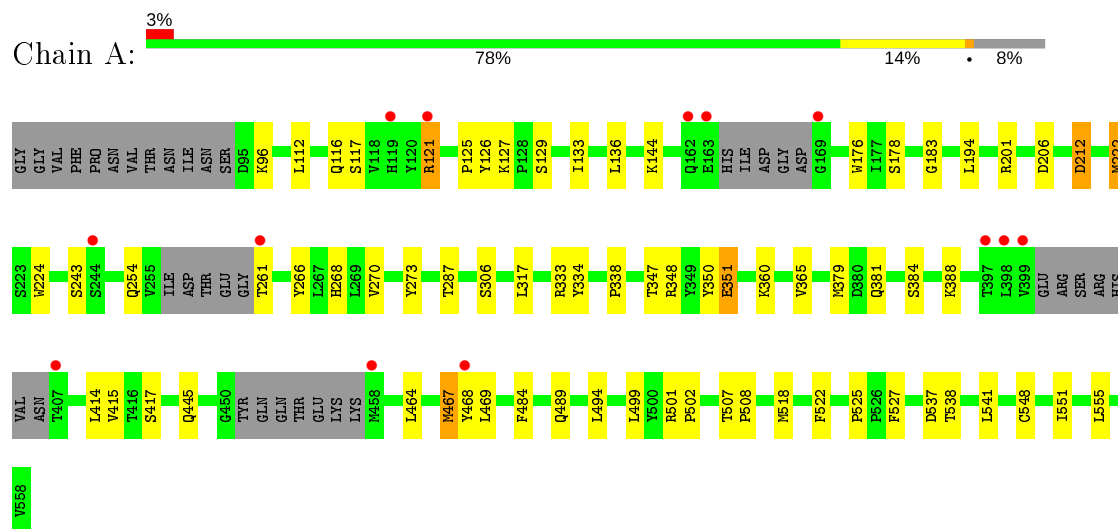 3%
Chain A:
78% 14% • 8%
GLY GLY VAL PHE PRO ASN VAL THR ASN ILE ASN SER D95 K96 L112 Q116 S117 V118 H119 Y120 R121 P125 Y126 K127 P128 S129 I133 L136 K144 Q162 E163 HIS ILE ASP GLY ASP G169 W176 I177 S178 G183 L194 R201 D206 D212 M222
S223 W224 S243 S244 Q254 V255 ILE ASP THR GLU GLY T261 Y266 L267 H268 L269 V270 Y273 T287 S306 L317 R333 Y334 P338 T347 R348 Y349 Y350 E351 K360 V365 M379 D380 Q381 S384 K388 T397 L398 V399 GLU ARG SER ARG HIS
VAL ASN T407 L414 V415 T416 S417 Q445 G450 TYR GLN GLN THR GLU LYS LYS M458 L464 M467 Y468 L469 F484 Q489 L494 L499 Y500 R501 P502 T507 P508 M518 F522 P525 P526 F527 D537 T538 L541 C548 I551 L555
V558